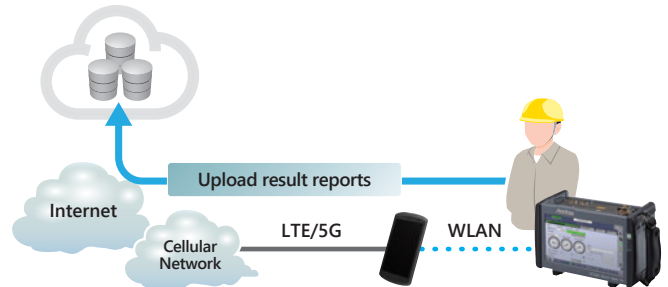 Upload result reports
Internet
LTE/5G
WLAN
Cellular
Network